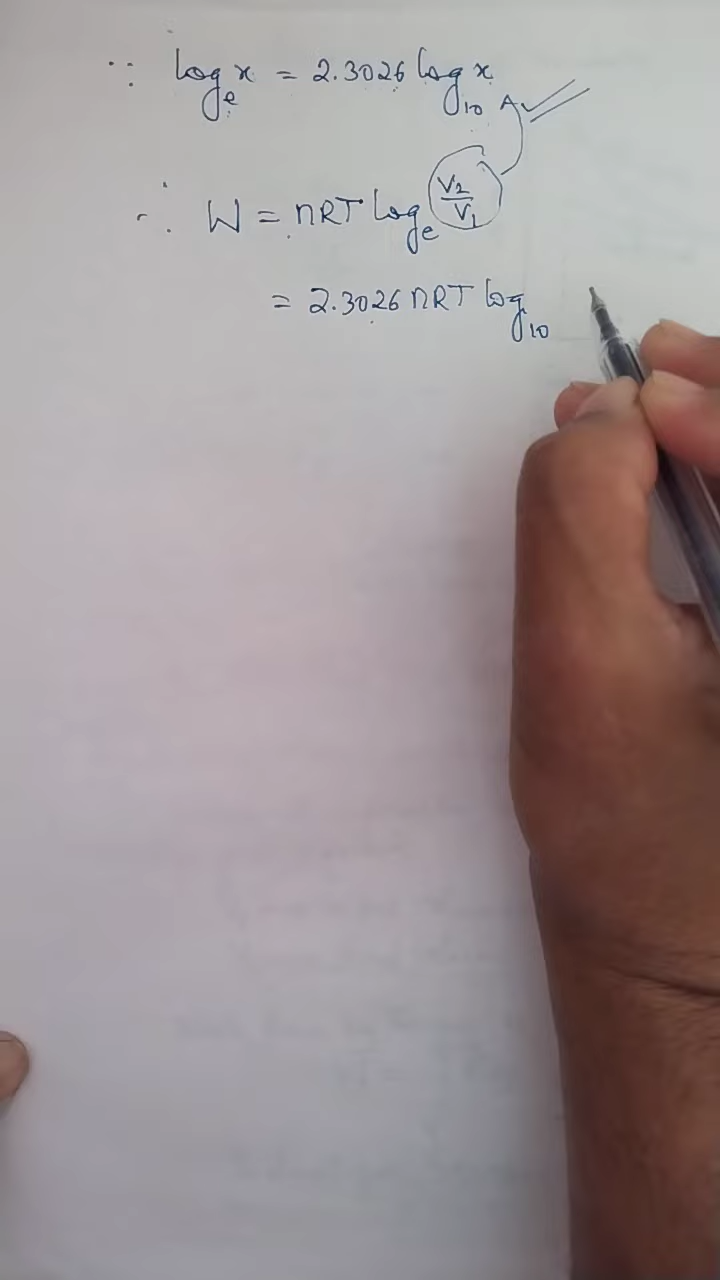 ∵ log_e x = 2.3026 log_10 x
∴ W = nRT log_e V₂/V₁
= 2.3026 nRT log_10